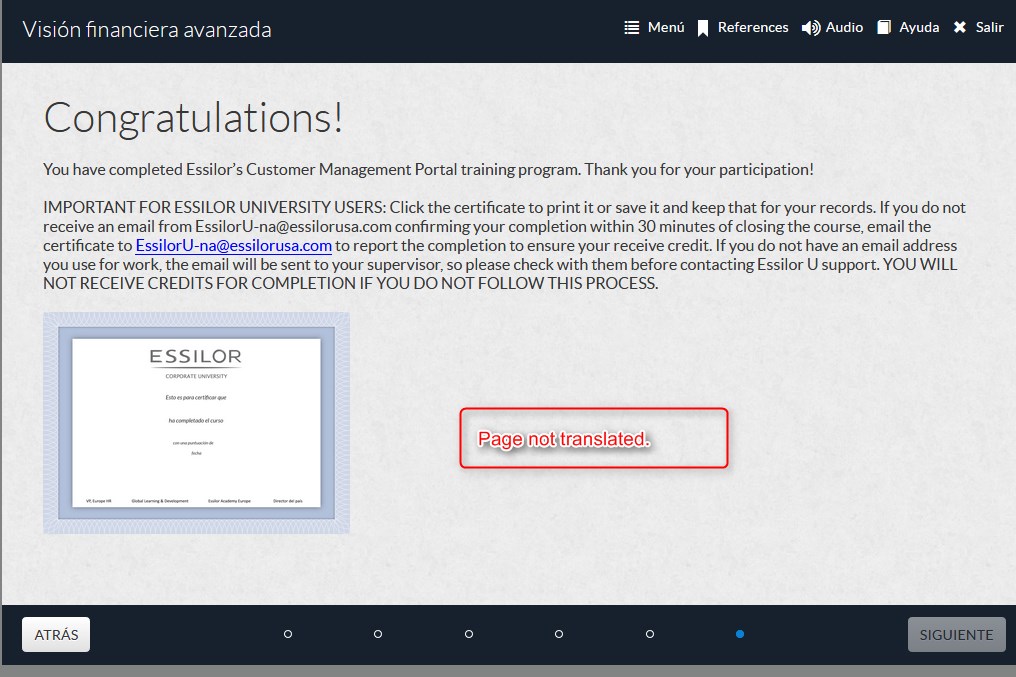 Visión financiera avanzada
Menú References Audio Ayuda Salir
Congratulations!
You have completed Essilor’s Customer Management Portal training program. Thank you for your participation!
IMPORTANT FOR ESSILOR UNIVERSITY USERS: Click the certificate to print it or save it and keep that for your records. If you do not
receive an email from EssilorU-na@essilorusa.com confirming your completion within 30 minutes of closing the course, email the
certificate to EssilorU-na@essilorusa.com to report the completion to ensure your receive credit. If you do not have an email address
you use for work, the email will be sent to your supervisor, so please check with them before contacting Essilor U support. YOU WILL
NOT RECEIVE CREDITS FOR COMPLETION IF YOU DO NOT FOLLOW THIS PROCESS.
ESSILOR
CORPORATE UNIVERSITY
Esto es para certificar que
ha completado el curso
con una puntuación de
fecha
VP, Europe HR Global Learning & Development Essilor Academy Europe Director del país
Page not translated.
ATRÁS SIGUIENTE